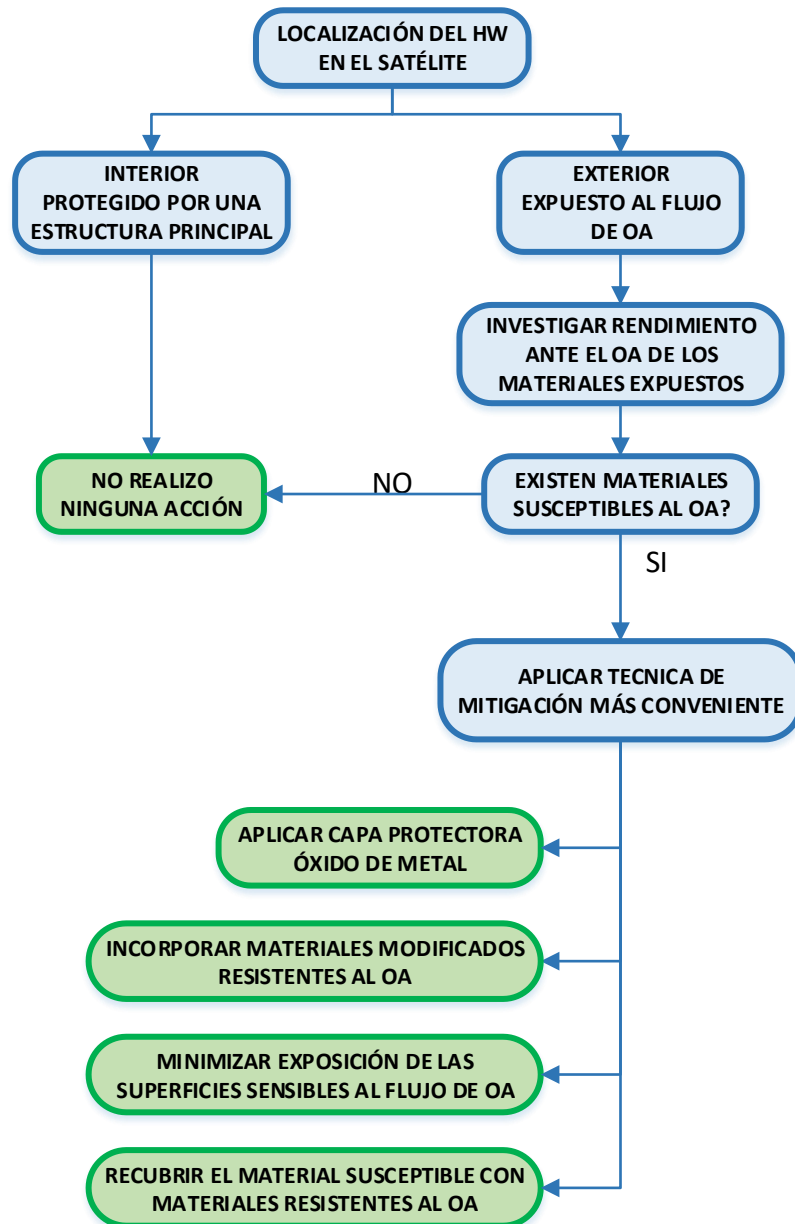 LOCALIZACIÓN DEL HW
EN EL SATÉLITE
INTERIOR
PROTEGIDO POR UNA
ESTRUCTURA PRINCIPAL
EXTERIOR
EXPUESTO AL FLUJO
DE OA
INVESTIGAR RENDIMIENTO
ANTE EL OA DE LOS
MATERIALES EXPUESTOS
NO REALIZO
NINGUNA ACCIÓN
NO
EXISTEN MATERIALES
SUSCEPTIBLES AL OA?
SI
APLICAR TECNICA DE
MITIGACIÓN MÁS CONVENIENTE
APLICAR CAPA PROTECTORA
ÓXIDO DE METAL
INCORPORAR MATERIALES MODIFICADOS
RESISTENTES AL OA
MINIMIZAR EXPOSICIÓN DE LAS
SUPERFICIES SENSIBLES AL FLUJO DE OA
RECUBRIR EL MATERIAL SUSCEPTIBLE CON
MATERIALES RESISTENTES AL OA